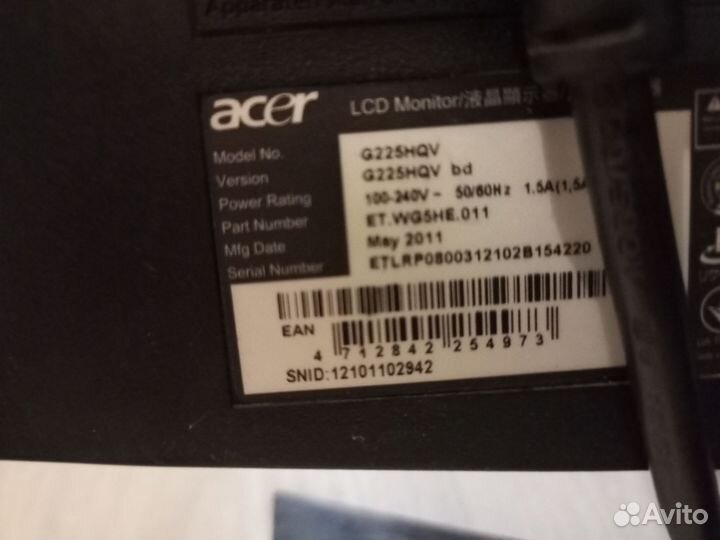 acer LCD Monitor/液晶顯示器
Model No. G225HQV
Version G225HQV bd
Power Rating 100-240V~ 50/60Hz 1.5A(1,5A
Part Number ET.WG5HE.011
Mfg Date May 2011
Serial Number ETLRP0800312102B154220
EAN
4 712842 254973
SNID:12101102942
Avito